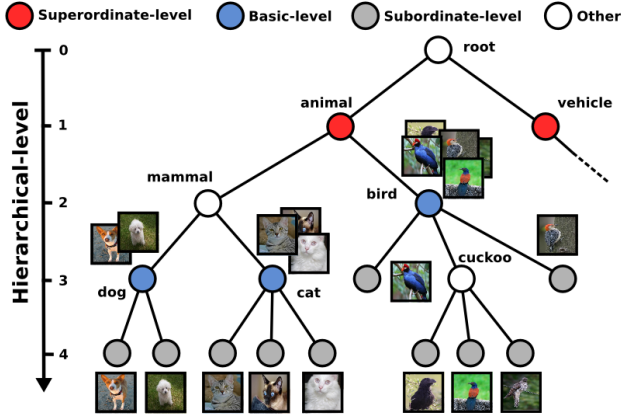 Superordinate-level Basic-level Subordinate-level Other
0 root
animal vehicle
1
mammal
2 bird
cuckoo
3 dog cat
4
Hierarchical-level